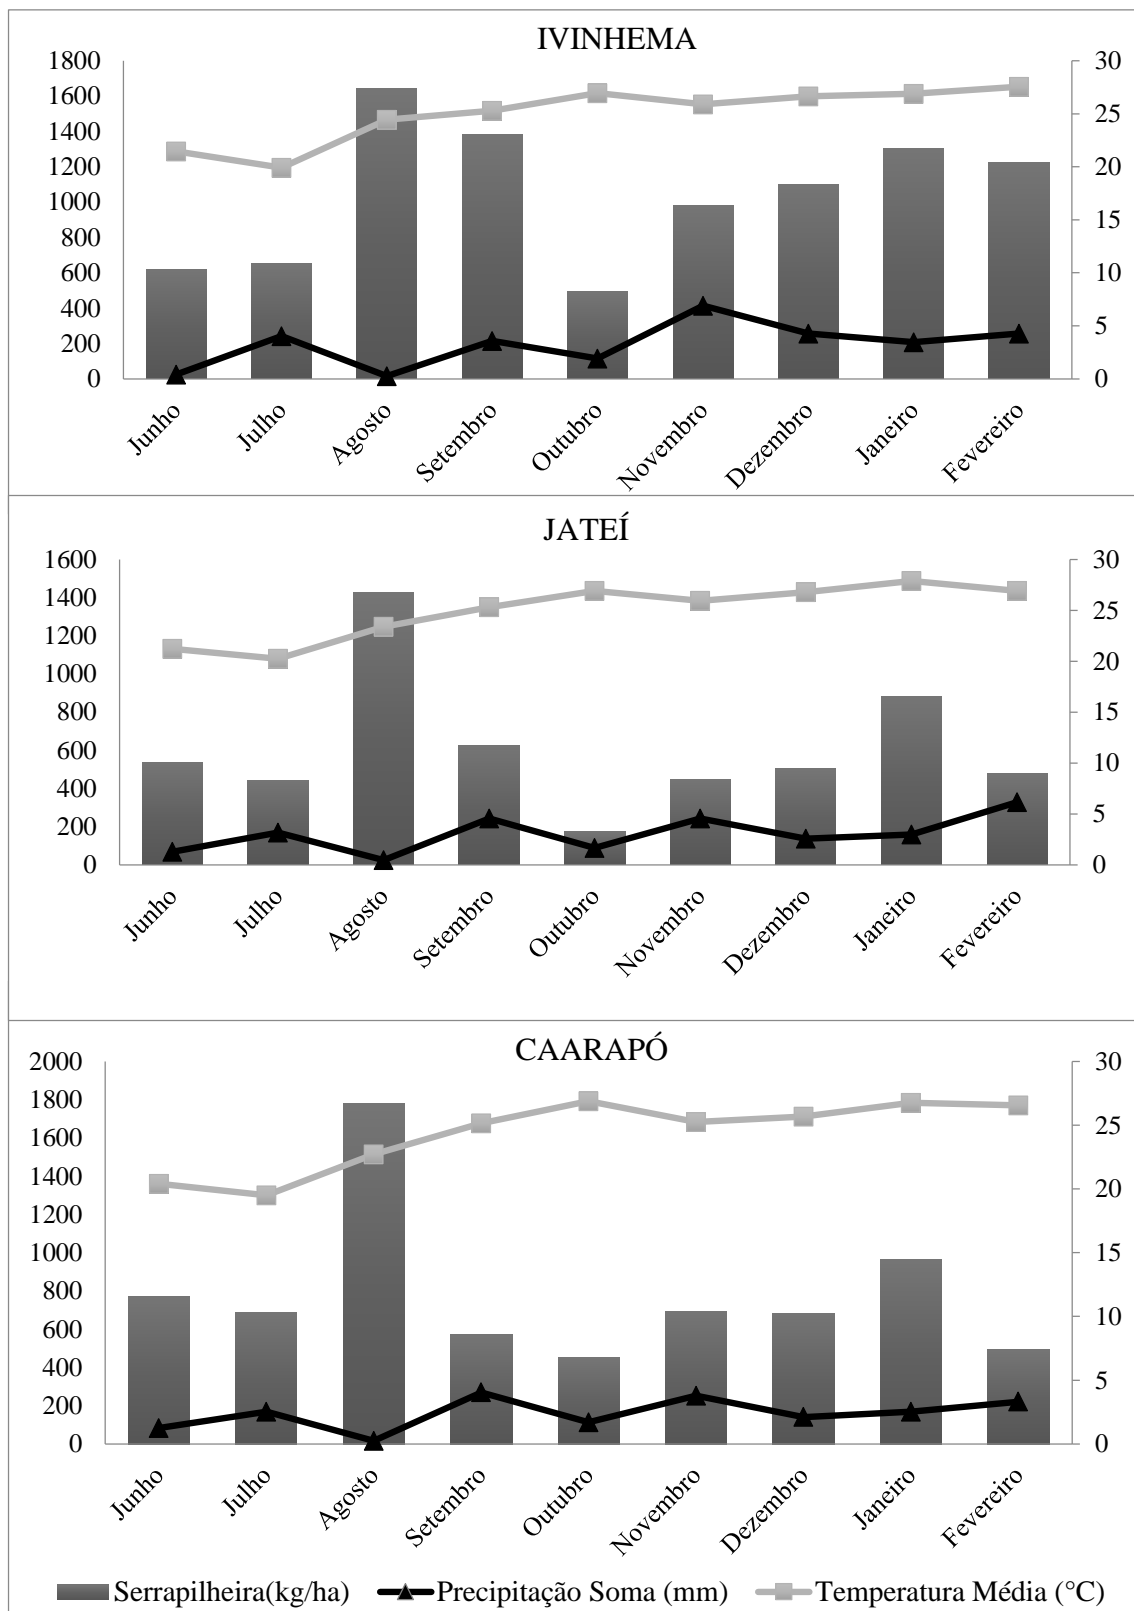 IVINHEMA
1800
1600
1400
1200
1000
800
600
400
200
0
30
25
20
15
10
5
0
Junho
Julho
Agosto
Setembro
Outubro
Novembro
Dezembro
Janeiro
Fevereiro
JATEÍ
1600
1400
1200
1000
800
600
400
200
0
30
25
20
15
10
5
0
Junho
Julho
Agosto
Setembro
Outubro
Novembro
Dezembro
Janeiro
Fevereiro
CAARAPÓ
2000
1800
1600
1400
1200
1000
800
600
400
200
0
30
25
20
15
10
5
0
Junho
Julho
Agosto
Setembro
Outubro
Novembro
Dezembro
Janeiro
Fevereiro
Serrapilheira(kg/ha) Precipitação Soma (mm) Temperatura Média (°C)